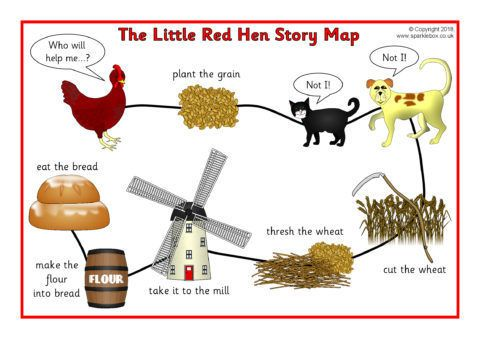 The Little Red Hen Story Map
© Copyright 2018
www.sparklebox.co.uk
Who will
help me...?
plant the grain
Not I!
Not I!
eat the bread
thresh the wheat
cut the wheat
make the
flour
into bread
FLOUR
take it to the mill